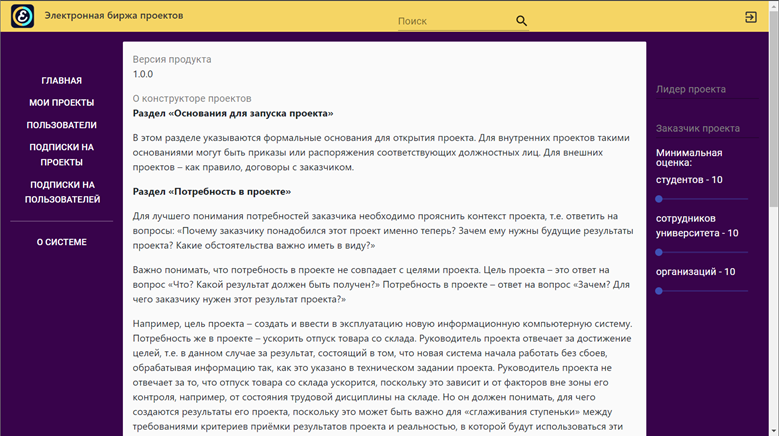 Электронная биржа проектов
Поиск
ГЛАВНАЯ
МОИ ПРОЕКТЫ
ПОЛЬЗОВАТЕЛИ
ПОДПИСКИ НА
ПРОЕКТЫ
ПОДПИСКИ НА
ПОЛЬЗОВАТЕЛЕЙ
О СИСТЕМЕ
Версия продукта
1.0.0
О конструкторе проектов
Раздел «Основания для запуска проекта»
В этом разделе указываются формальные основания для открытия проекта. Для внутренних проектов такими
основаниями могут быть приказы или распоряжения соответствующих должностных лиц. Для внешних
проектов – как правило, договоры с заказчиком.
Раздел «Потребность в проекте»
Для лучшего понимания потребностей заказчика необходимо прояснить контекст проекта, т.е. ответить на
вопросы: «Почему заказчику понадобился этот проект именно теперь? Зачем ему нужны будущие результаты
проекта? Какие обстоятельства важно иметь в виду?»
Важно понимать, что потребность в проекте не совпадает с целями проекта. Цель проекта – это ответ на
вопрос «Что? Какой результат должен быть получен?» Потребность в проекте – ответ на вопрос «Зачем? Для
чего заказчику нужен этот результат проекта?»
Например, цель проекта – создать и ввести в эксплуатацию новую информационную компьютерную систему.
Потребность же в проекте – ускорить отпуск товара со склада. Руководитель проекта отвечает за достижение
целей, т.е. в данном случае за результат, состоящий в том, что новая система начала работать без сбоев,
обрабатывая информацию так, как это указано в техническом задании проекта. Руководитель проекта не
отвечает за то, что отпуск товара со склада ускорится, поскольку это зависит и от факторов вне зоны его
контроля, например, от состояния трудовой дисциплины на складе. Но он должен понимать, для чего
создаются результаты его проекта, поскольку это может быть важно для «сглаживания ступеньки» между
требованиями критериев приёмки результатов проекта и реальностью, в которой будут использоваться эти
Лидер проекта
Заказчик проекта
Минимальная
оценка:
студентов - 10
сотрудников
университета - 10
организаций - 10